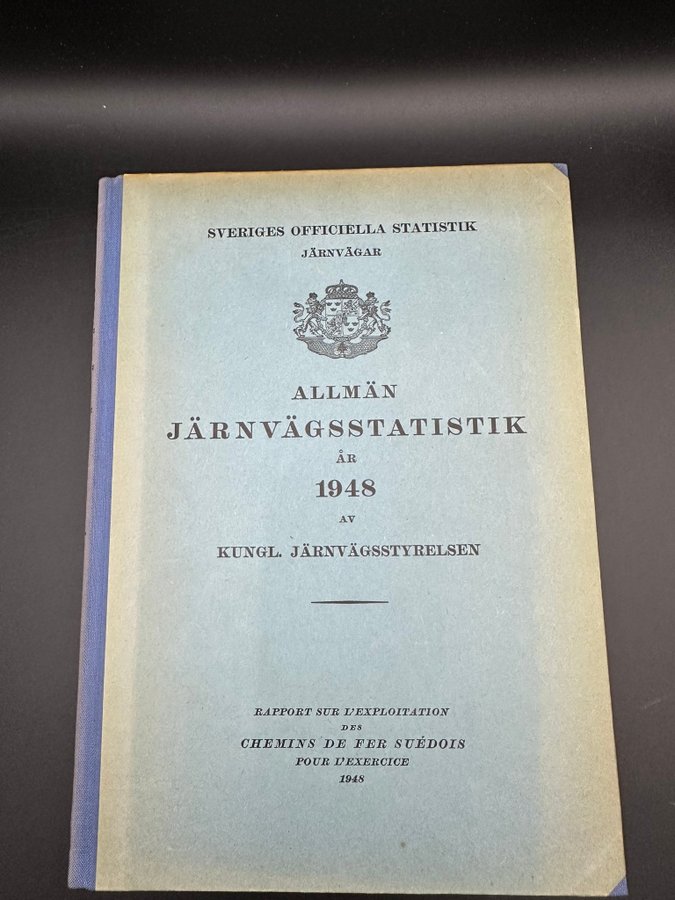 SVERIGES OFFICIELLA STATISTIK
JÄRNVÄGAR
ALLMÄN
JÄRNVÄGSSTATISTIK
ÅR
1948
AV
KUNGL. JÄRNVÄGSSTYRELSEN
RAPPORT SUR L'EXPLOITATION
DES
CHEMINS DE FER SUÉDOIS
POUR L'EXERCICE
1948